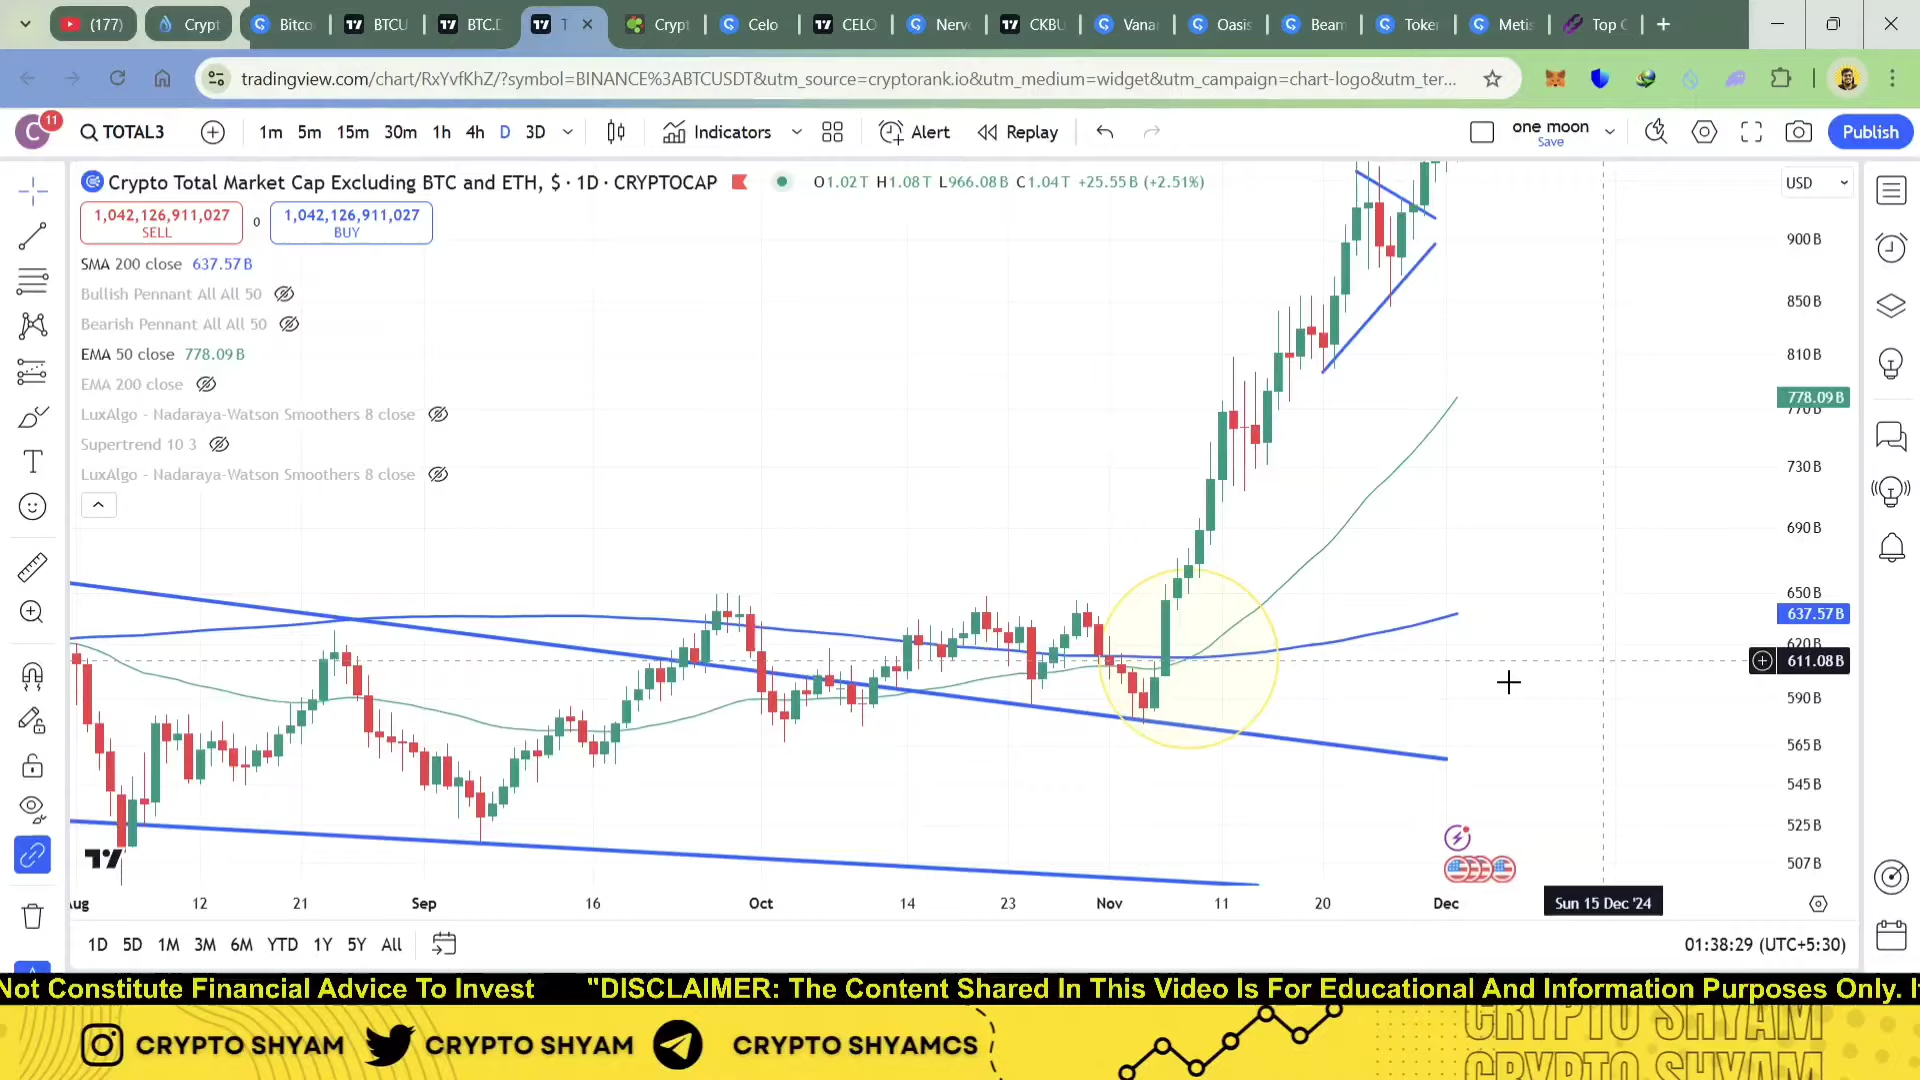 (177)
Crypt
Bitco
BTCU
BTC.D
T
Crypt
Celo
CELO
Nerv
CKBU
Vana
Oasis
Beam
Toke
Metis
Top C
tradingview.com/chart/RxYvfKhZ/?symbol=BINANCE%3ABTCUSDT&utm_source=cryptorank.io&utm_medium=widget&utm_campaign=chart-logo&utm_ter...
C 11 TOTAL3 1m 5m 15m 30m 1h 4h D 3D Indicators Alert Replay one moon Save Publish
Crypto Total Market Cap Excluding BTC and ETH, $ · 1D · CRYPTOCAP O1.02T H1.08T L966.08B C1.04T +25.55B (+2.51%) USD
1,042,126,911,027 SELL 0 1,042,126,911,027 BUY
SMA 200 close 637.57B
Bullish Pennant All All 50
Bearish Pennant All All 50
EMA 50 close 778.09B
EMA 200 close
LuxAlgo - Nadaraya-Watson Smoothers 8 close
Supertrend 10 3
LuxAlgo - Nadaraya-Watson Smoothers 8 close
900B
850B
810B
778.09B
770B
730B
690B
650B
637.57B
620B
611.08B
590B
565B
545B
525B
507B
Aug 12 21 Sep 16 Oct 14 23 Nov 11 20 Dec Sun 15 Dec '24
1D 5D 1M 3M 6M YTD 1Y 5Y All 01:38:29 (UTC+5:30)
Not Constitute Financial Advice To Invest "DISCLAIMER: The Content Shared In This Video Is For Educational And Information Purposes Only. I
CRYPTO SHYAM CRYPTO SHYAM CRYPTO SHYAMCS
CRYPTO SHYAM
CRYPTO SHYAM